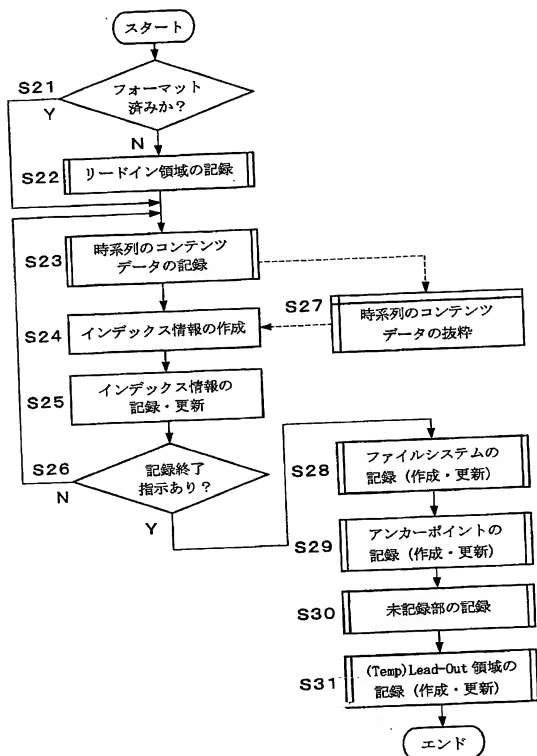 スタート
S21
フォーマット
済みか?
Y
N
S22
リードイン領域の記録
S23
時系列のコンテンツ
データの記録
S27
時系列のコンテンツ
データの抜粋
S24
インデックス情報の作成
S25
インデックス情報の
記録・更新
S26
記録終了
指示あり?
N
Y
S28
ファイルシステムの
記録 (作成・更新)
S29
アンカーポイントの
記録 (作成・更新)
S30
未記録部の記録
S31
(Temp)Lead-Out 領域の
記録 (作成・更新)
エンド